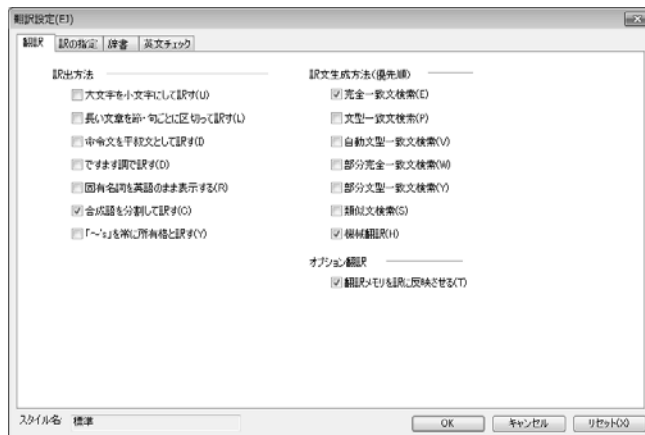 翻訳設定(EJ)
翻訳 訳の指定 辞書 英文チェック
訳出方法
大文字を小文字にして訳す(U)
長い文章を節・句ごとに区切って訳す(L)
命令文を平叙文として訳す(I
ですます調で訳す(D)
固有名詞を英語のまま表示する(R)
合成語を分割して訳す(G)
「～'s」を常に所有格と訳す(Y)
訳文生成方法(優先順)
完全一致文検索(E)
文型一致文検索(P)
自動文型一致文検索(V)
部分完全一致文検索(W)
部分文型一致文検索(Y)
類似文検索(S)
機械翻訳(H)
オプション翻訳
翻訳メモリを訳に反映させる(T)
スタイル名: 標準
OK キャンセル リセット(X)